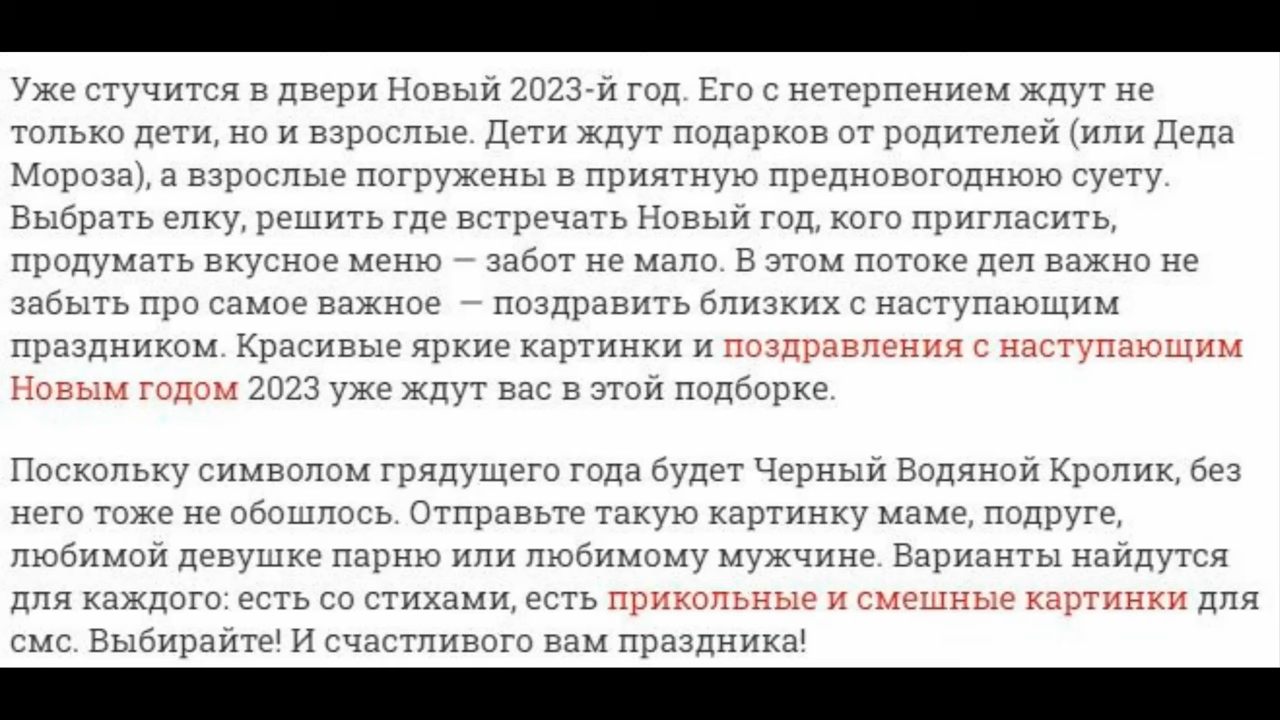 Уже стучится в двери Новый 2023-й год. Его с нетерпением ждут не
только дети, но и взрослые. Дети ждут подарков от родителей (или Деда
Мороза), а взрослые погружены в приятную предновогоднюю суету.
Выбрать елку, решить где встречать Новый год, кого пригласить,
продумать вкусное меню — забот не мало. В этом потоке дел важно не
забыть про самое важное — поздравить близких с наступающим
праздником. Красивые яркие картинки и поздравления с наступающим
Новым годом 2023 уже ждут вас в этой подборке.
Поскольку символом грядущего года будет Черный Водяной Кролик, без
него тоже не обошлось. Отправьте такую картинку маме, подруге,
любимой девушке парню или любимому мужчине. Варианты найдутся
для каждого: есть со стихами, есть прикольные и смешные картинки для
смс. Выбирайте! И счастливого вам праздника!